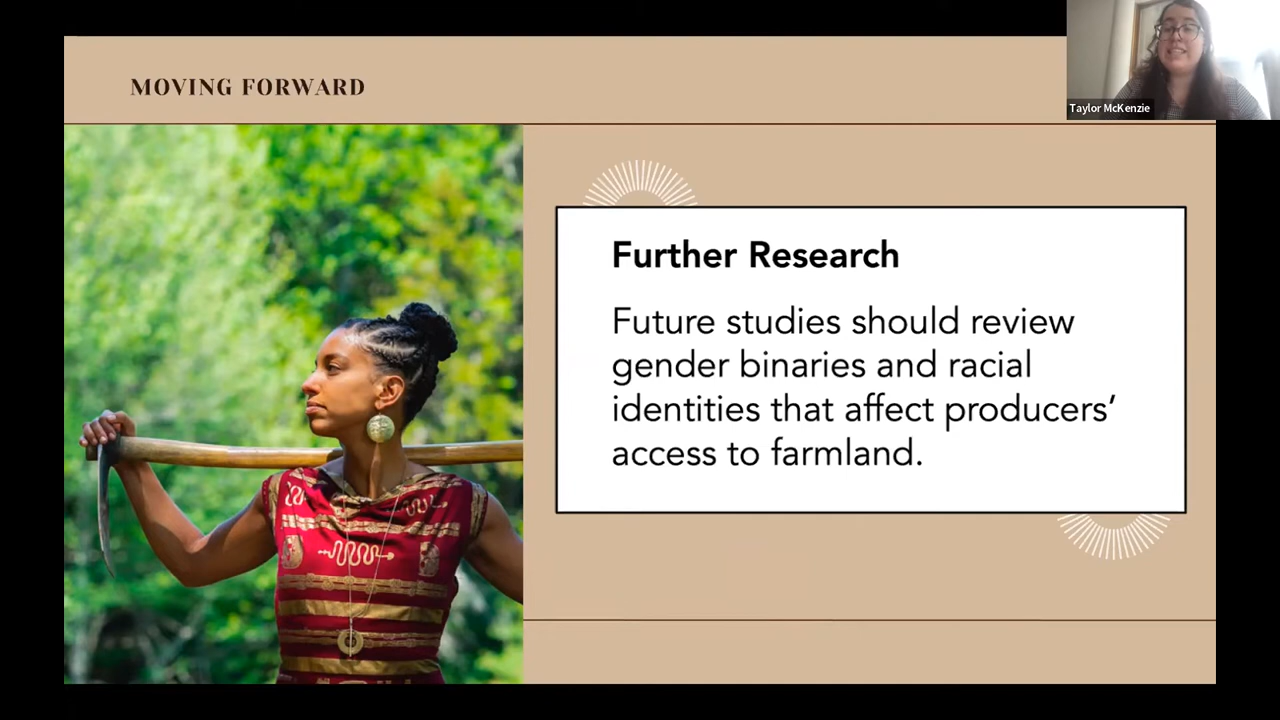 MOVING FORWARD
Taylor McKenzie
Further Research
Future studies should review
gender binaries and racial
identities that affect producers’
access to farmland.